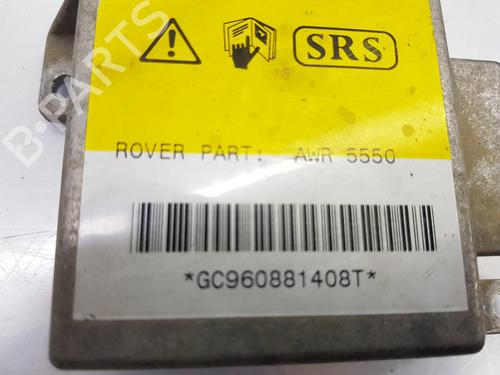 SRS
B-PARTS
ROVER PART: AWR 5550
*GC960881408T*